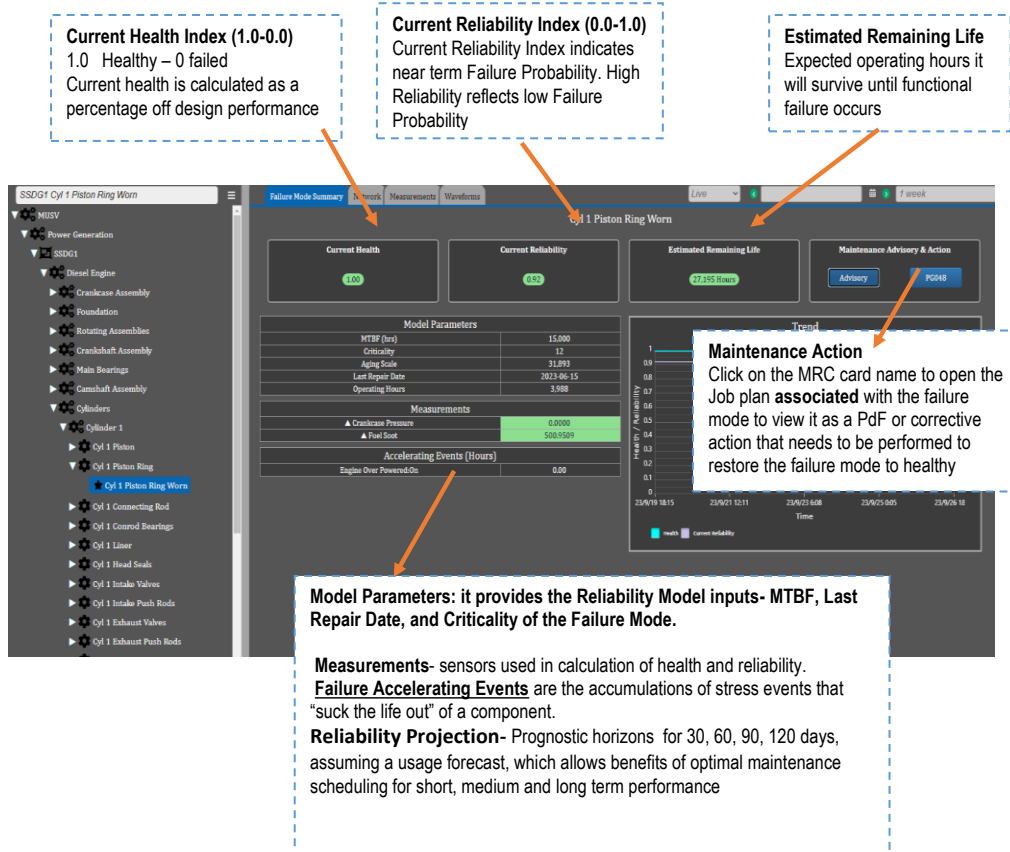 Current Health Index (1.0-0.0)
1.0 Healthy – 0 failed
Current health is calculated as a
percentage off design performance
Current Reliability Index (0.0-1.0)
Current Reliability Index indicates
near term Failure Probability. High
Reliability reflects low Failure
Probability
Estimated Remaining Life
Expected operating hours it
will survive until functional
failure occurs
SSDG1 Cyl 1 Piston Ring Worn
MUSV
Power Generation
SSDG1
Diesel Engine
Crankcase Assembly
Foundation
Rotating Assemblies
Crankshaft Assembly
Main Bearings
Camshaft Assembly
Cylinders
Cylinder 1
Cyl 1 Piston
Cyl 1 Piston Ring
Cyl 1 Piston Ring Worn
Cyl 1 Connecting Rod
Cyl 1 Conrod Bearings
Cyl 1 Liner
Cyl 1 Head Seals
Cyl 1 Intake Valves
Cyl 1 Intake Push Rods
Cyl 1 Exhaust Valves
Cyl 1 Exhaust Push Rods
Failure Mode Summary Network Measurements Waveforms
Live 1 week
Cyl 1 Piston Ring Worn
Current Health
1.00
Current Reliability
0.92
Estimated Remaining Life
27,195 Hours
Maintenance Advisory & Action
Advisory PG048
Model Parameters
MTBF (hrs) 15,000
Criticality 12
Aging Scale 31,893
Last Repair Date 2023-06-15
Operating Hours 3,988
Measurements
▲ Crankcase Pressure 0.0000
▲ Fuel Soot 500.9509
Accelerating Events (Hours)
Engine Over Powered:On 0.00
Trend
Health / Reliability
1
0.9
0.8
0.7
0.6
0.5
0.4
0.3
0.2
0.1
0
23/9/19 18:15 23/9/21 12:11 23/9/23 6:08 23/9/25 0:05 23/9/26 18
Time
Health Current Reliability
Maintenance Action
Click on the MRC card name to open the
Job plan associated with the failure
mode to view it as a PdF or corrective
action that needs to be performed to
restore the failure mode to healthy
Model Parameters: it provides the Reliability Model inputs- MTBF, Last
Repair Date, and Criticality of the Failure Mode.
Measurements- sensors used in calculation of health and reliability.
Failure Accelerating Events are the accumulations of stress events that
“suck the life out” of a component.
Reliability Projection- Prognostic horizons for 30, 60, 90, 120 days,
assuming a usage forecast, which allows benefits of optimal maintenance
scheduling for short, medium and long term performance